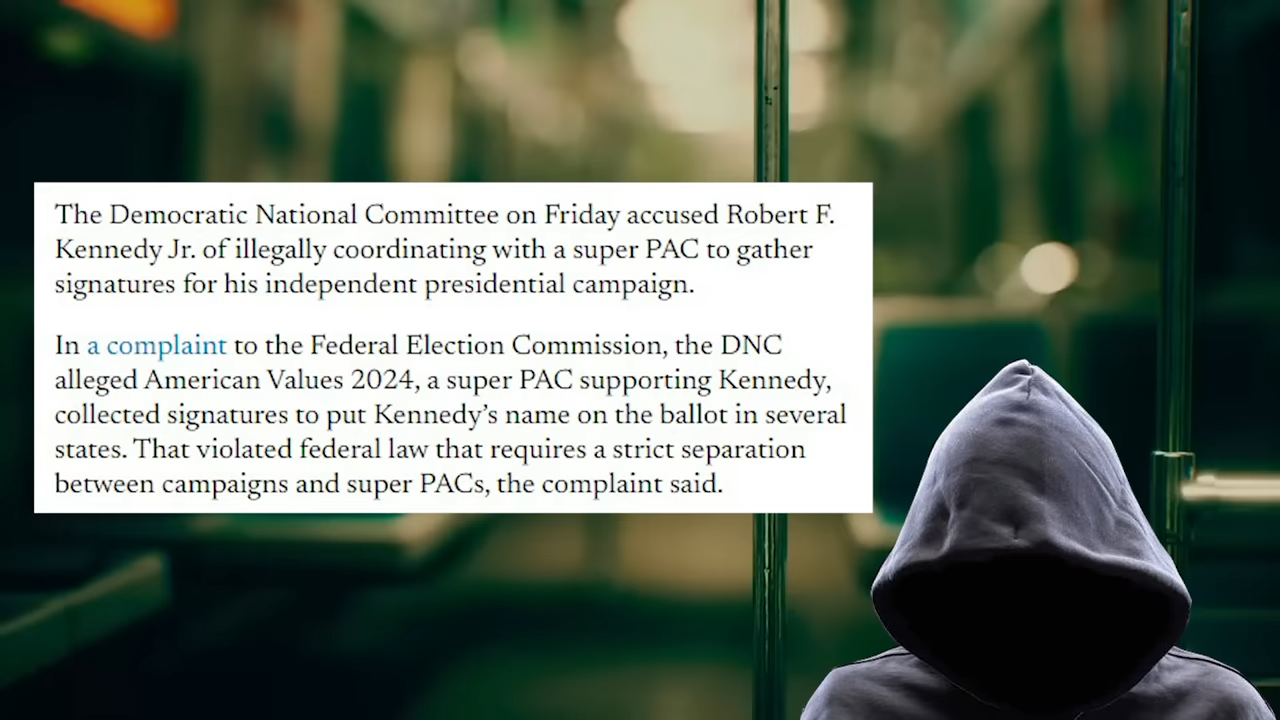 The Democratic National Committee on Friday accused Robert F.
Kennedy Jr. of illegally coordinating with a super PAC to gather
signatures for his independent presidential campaign.
In a complaint to the Federal Election Commission, the DNC
alleged American Values 2024, a super PAC supporting Kennedy,
collected signatures to put Kennedy’s name on the ballot in several
states. That violated federal law that requires a strict separation
between campaigns and super PACs, the complaint said.